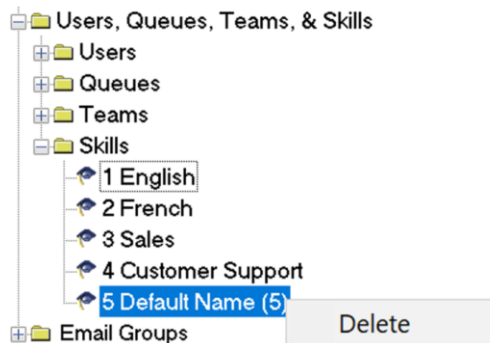 Users, Queues, Teams, & Skills
Users
Queues
Teams
Skills
1 English
2 French
3 Sales
4 Customer Support
5 Default Name (5)
Delete
Email Groups